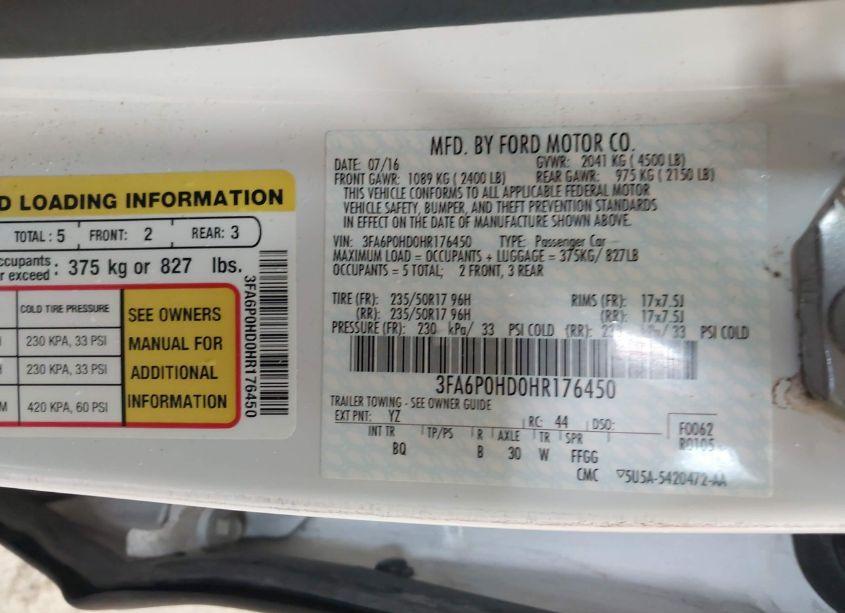 D LOADING INFORMATION
TOTAL : 5 FRONT: 2 REAR: 3
ccupants
r exceed : 375 kg or 827 lbs.
COLD TIRE PRESSURE
230 KPA, 33 PSI
230 KPA, 33 PSI
420 KPA, 60 PSI
SEE OWNERS
MANUAL FOR
ADDITIONAL
INFORMATION
3FA6P0HD0HR176450
MFD. BY FORD MOTOR CO.
DATE: 07/16 GVWR: 2041 KG ( 4500 LB)
FRONT GAWR: 1089 KG ( 2400 LB) REAR GAWR: 975 KG ( 2150 LB)
THIS VEHICLE CONFORMS TO ALL APPLICABLE FEDERAL MOTOR
VEHICLE SAFETY, BUMPER, AND THEFT PREVENTION STANDARDS
IN EFFECT ON THE DATE OF MANUFACTURE SHOWN ABOVE.
VIN: 3FA6P0HD0HR176450 TYPE: Passenger Car
MAXIMUM LOAD = OCCUPANTS + LUGGAGE = 375KG/ 827LB
OCCUPANTS = 5 TOTAL; 2 FRONT, 3 REAR
TIRE (FR): 235/50R17 96H RIMS (FR): 17x7.5J
(RR): 235/50R17 96H (RR): 17x7.5J
PRESSURE (FR): 230 kPa/ 33 PSI COLD (RR): kPa/ 33 PSI COLD
3FA6P0HD0HR176450
TRAILER TOWING - SEE OWNER GUIDE
EXT PNT: YZ RC: 44 DSO: F0062
INT TR TP/PS R AXLE TR SPR R0105
BQ B 30 W FFGG
CMC 5U5A-5420472-AA